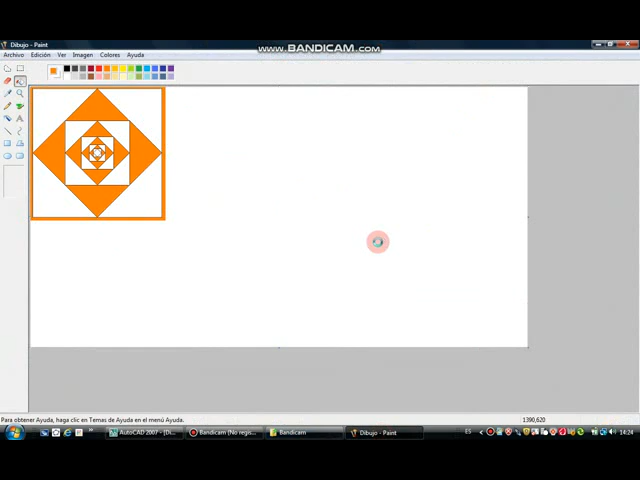 www.BANDICAM.com
Dibujo - Paint
Archivo Edición Ver Imagen Colores Ayuda
Para obtener Ayuda, haga clic en Temas de Ayuda en el menú Ayuda.
1390,620
AutoCAD 2007 - [Di...
Bandicam (No regis...
Bandicam
Dibujo - Paint
ES
14:24